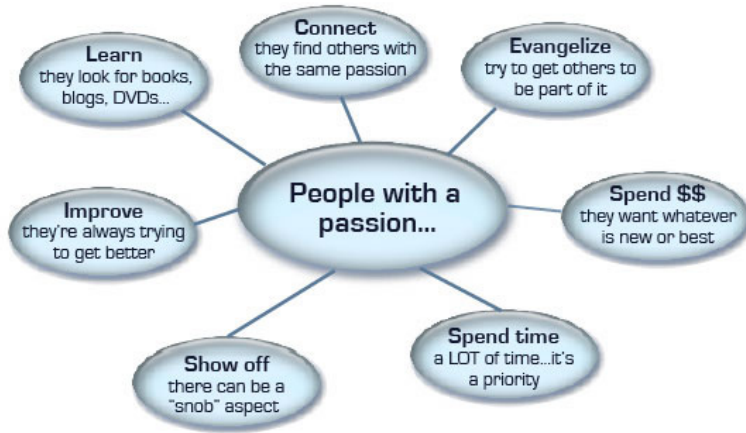 Learn
they look for books,
blogs, DVDs...
Connect
they find others with
the same passion
Evangelize
try to get others to
be part of it
People with a
passion...
Improve
they're always trying
to get better
Spend $$
they want whatever
is new or best
Show off
there can be a
"snob" aspect
Spend time
a LOT of time...it's
a priority